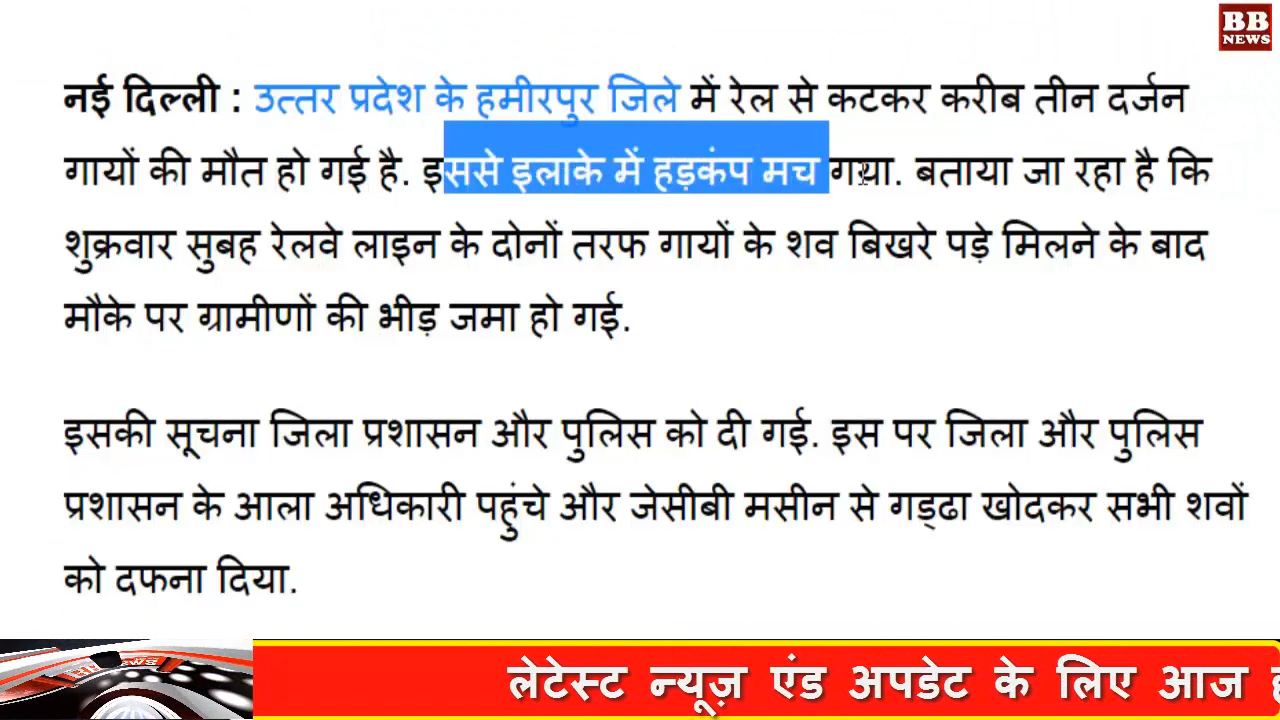 BB
NEWS
नई दिल्ली : उत्तर प्रदेश के हमीरपुर जिले में रेल से कटकर करीब तीन दर्जन
गायों की मौत हो गई है. इससे इलाके में हड़कंप मच गया. बताया जा रहा है कि
शुक्रवार सुबह रेलवे लाइन के दोनों तरफ गायों के शव बिखरे पड़े मिलने के बाद
मौके पर ग्रामीणों की भीड़ जमा हो गई.
इसकी सूचना जिला प्रशासन और पुलिस को दी गई. इस पर जिला और पुलिस
प्रशासन के आला अधिकारी पहुंचे और जेसीबी मसीन से गड्ढा खोदकर सभी शवों
को दफना दिया.
लेटेस्ट न्यूज़ एंड अपडेट के लिए आज